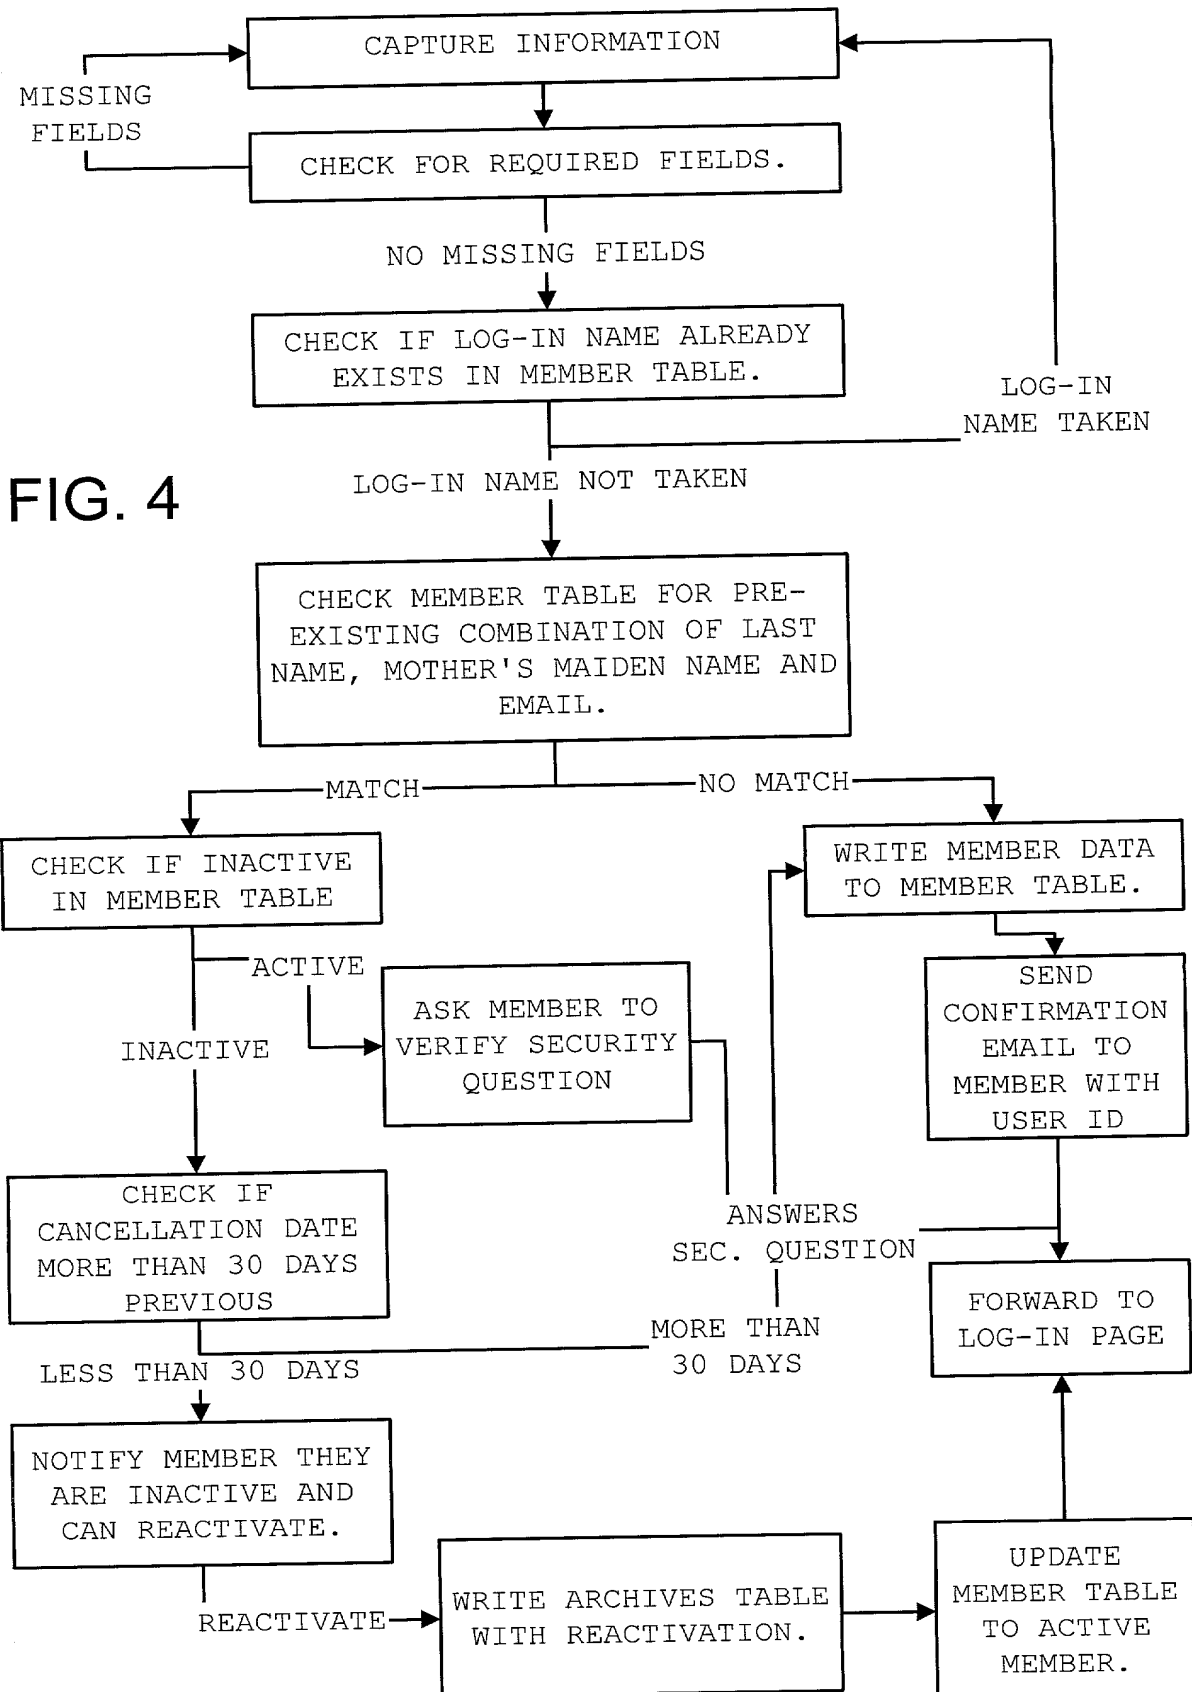 CAPTURE INFORMATION
MISSING
FIELDS
CHECK FOR REQUIRED FIELDS.
NO MISSING FIELDS
CHECK IF LOG-IN NAME ALREADY
EXISTS IN MEMBER TABLE.
LOG-IN
NAME TAKEN
LOG-IN NAME NOT TAKEN
FIG. 4
CHECK MEMBER TABLE FOR PRE-
EXISTING COMBINATION OF LAST
NAME, MOTHER'S MAIDEN NAME AND
EMAIL.
MATCH
NO MATCH
CHECK IF INACTIVE
IN MEMBER TABLE
WRITE MEMBER DATA
TO MEMBER TABLE.
ACTIVE
ASK MEMBER TO
VERIFY SECURITY
QUESTION
SEND
CONFIRMATION
EMAIL TO
MEMBER WITH
USER ID
INACTIVE
CHECK IF
CANCELLATION DATE
MORE THAN 30 DAYS
PREVIOUS
ANSWERS
SEC. QUESTION
FORWARD TO
LOG-IN PAGE
MORE THAN
30 DAYS
LESS THAN 30 DAYS
NOTIFY MEMBER THEY
ARE INACTIVE AND
CAN REACTIVATE.
REACTIVATE
WRITE ARCHIVES TABLE
WITH REACTIVATION.
UPDATE
MEMBER TABLE
TO ACTIVE
MEMBER.